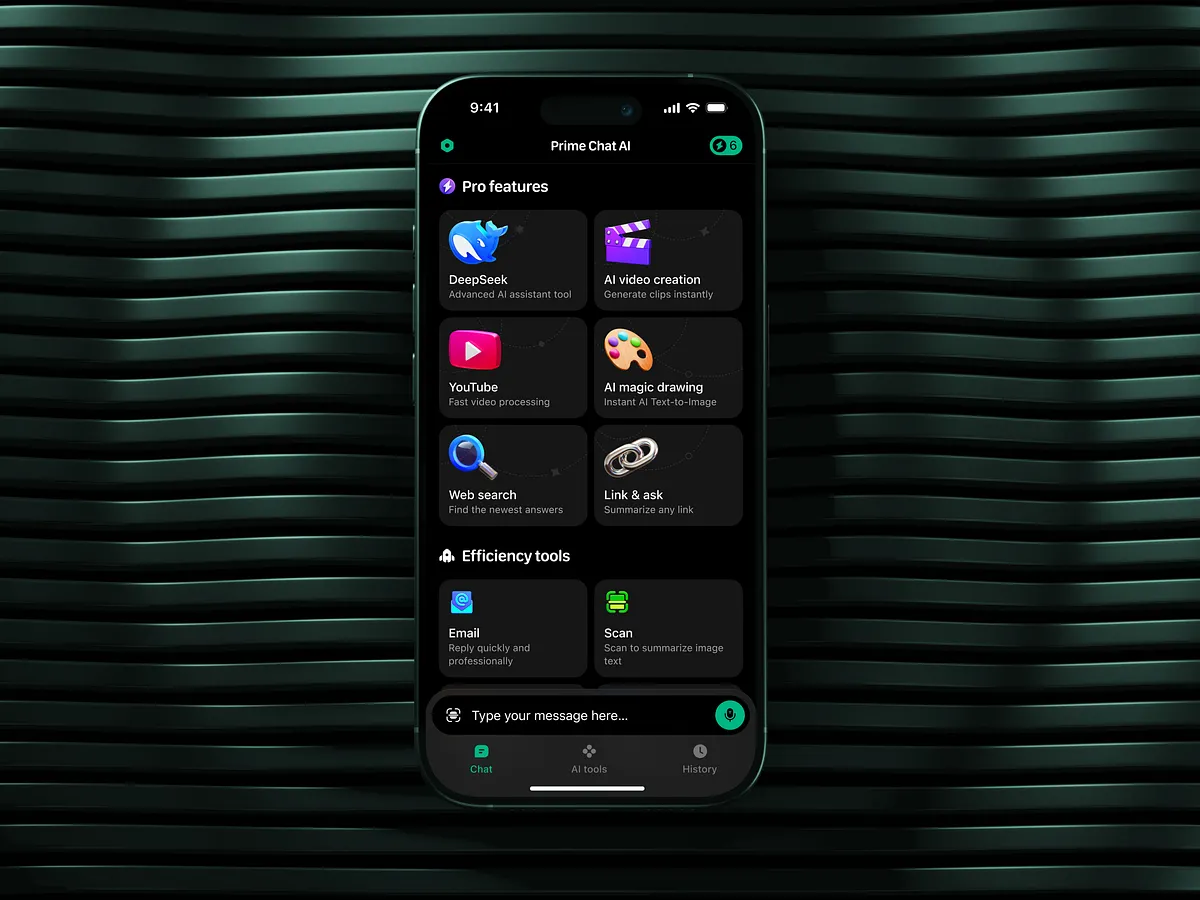 9:41
Prime Chat AI
6
Pro features
DeepSeek
Advanced AI assistant tool
AI video creation
Generate clips instantly
YouTube
Fast video processing
AI magic drawing
Instant AI Text-to-Image
Web search
Find the newest answers
Link & ask
Summarize any link
Efficiency tools
Email
Reply quickly and
professionally
Scan
Scan to summarize image
text
Type your message here...
Chat
AI tools
History